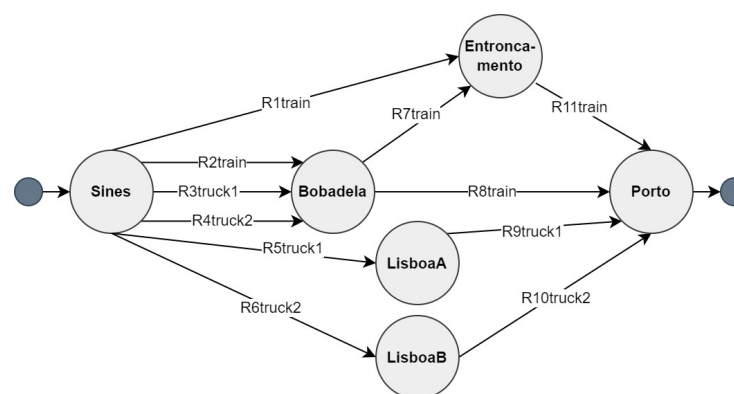 Entronca-
mento
R1train
R7train
R11train
R2train
Sines
R3truck1
Bobadela
R8train
Porto
R4truck2
R5truck1
R9truck1
LisboaA
R6truck2
R10truck2
LisboaB